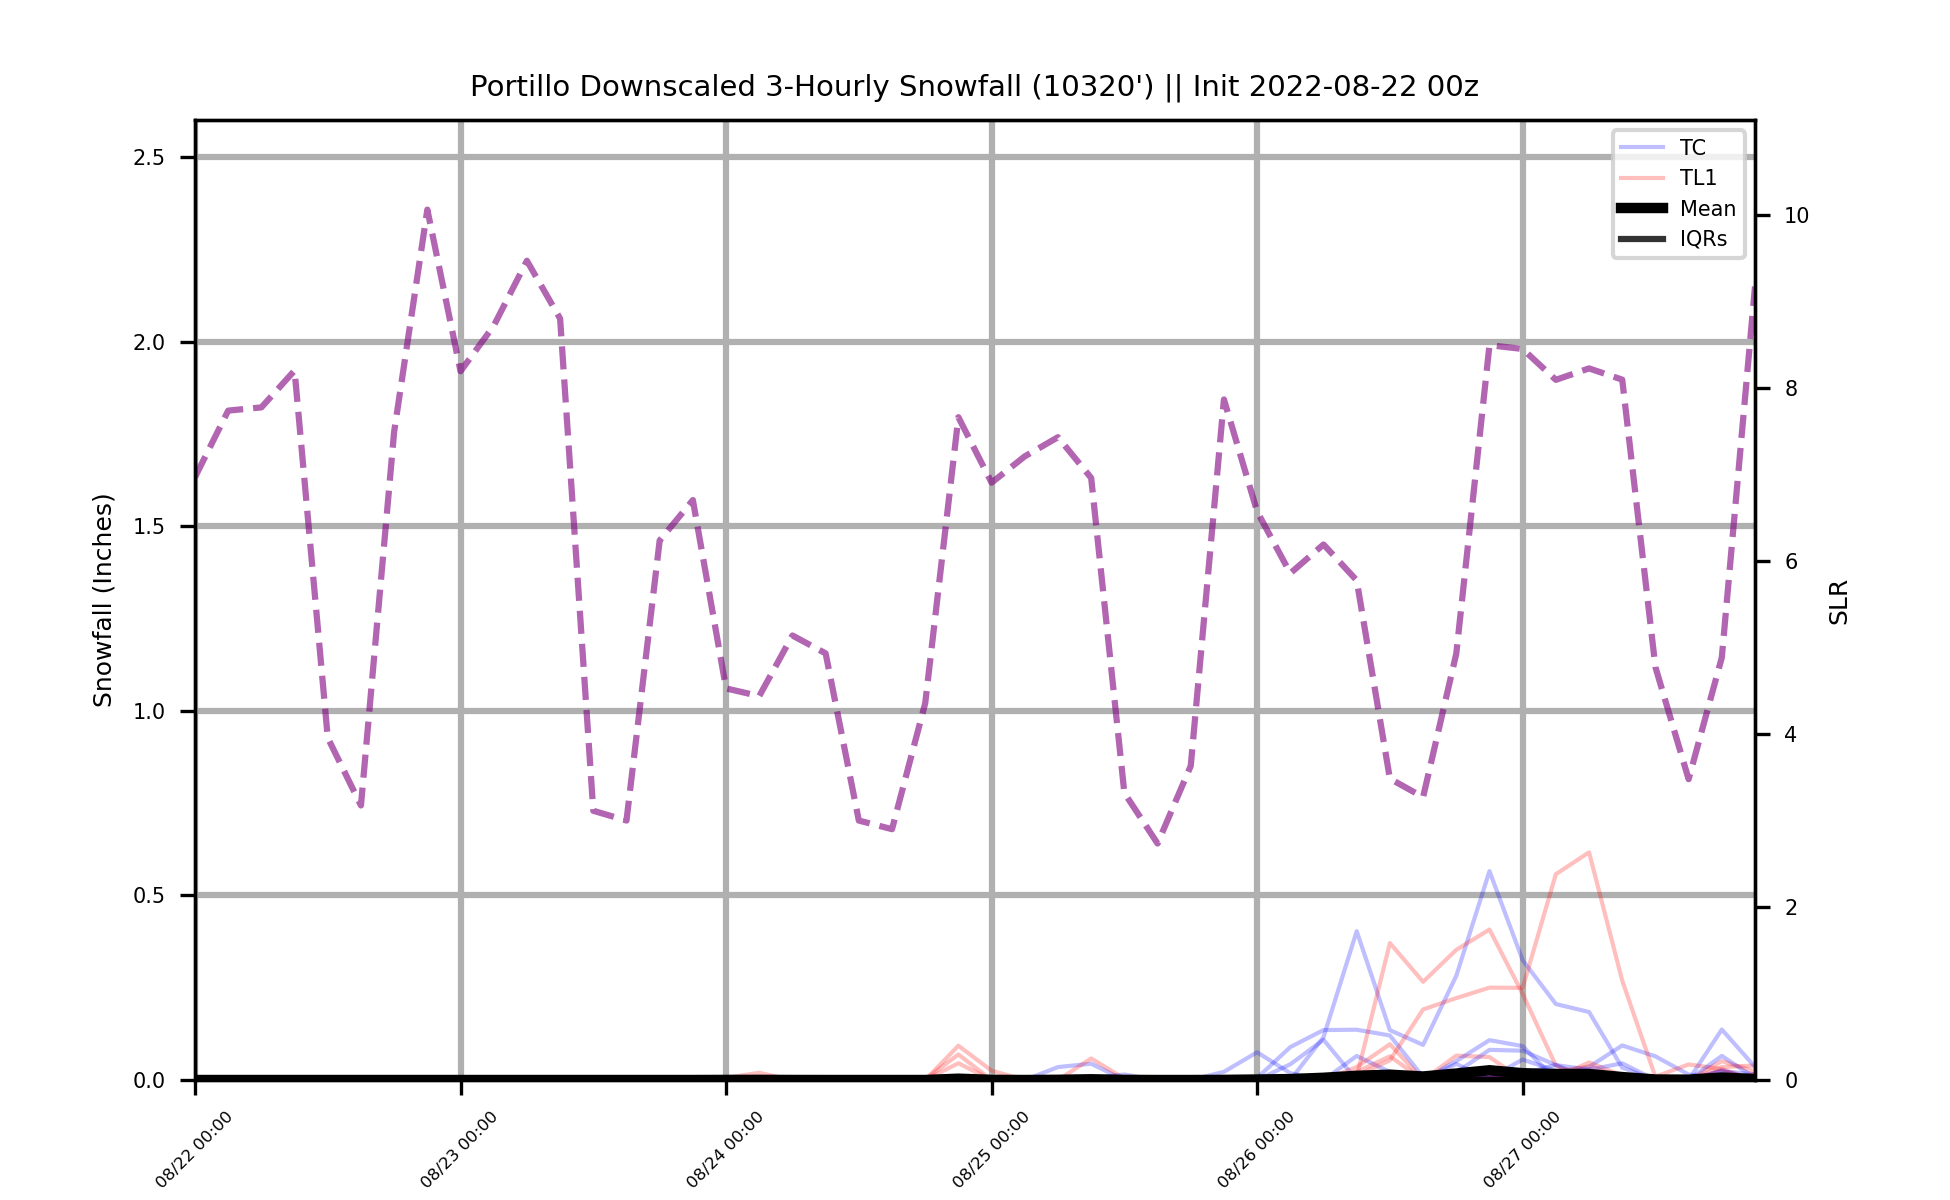 Portillo Downscaled 3-Hourly Snowfall (10320') || Init 2022-08-22 00z
TC
TL1
Mean
IQRs
Snowfall (Inches)
2.5
2.0
1.5
1.0
0.5
0.0
SLR
10
8
6
4
2
0
08/22 00:00
08/23 00:00
08/24 00:00
08/25 00:00
08/26 00:00
08/27 00:00